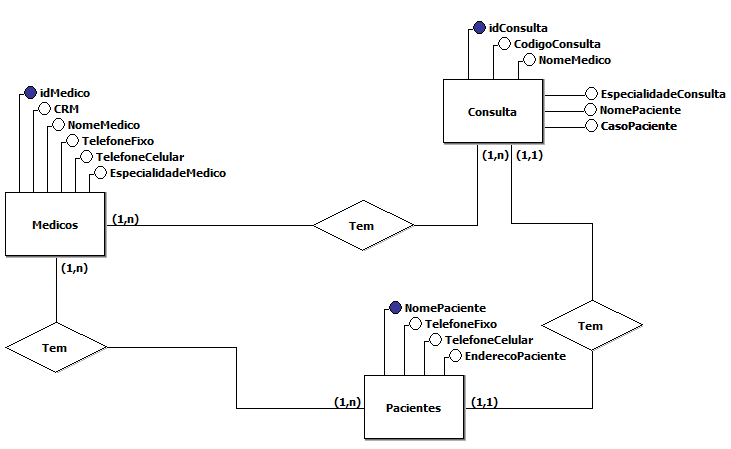 idConsulta
CodigoConsulta
NomeMedico
EspecialidadeConsulta
NomePaciente
CasoPaciente
Consulta
(1,n)
(1,1)
idMedico
CRM
NomeMedico
TelefoneFixo
TelefoneCelular
EspecialidadeMedico
Medicos
(1,n)
Tem
(1,n)
Tem
Tem
NomePaciente
TelefoneFixo
TelefoneCelular
EnderecoPaciente
(1,n)
Pacientes
(1,1)